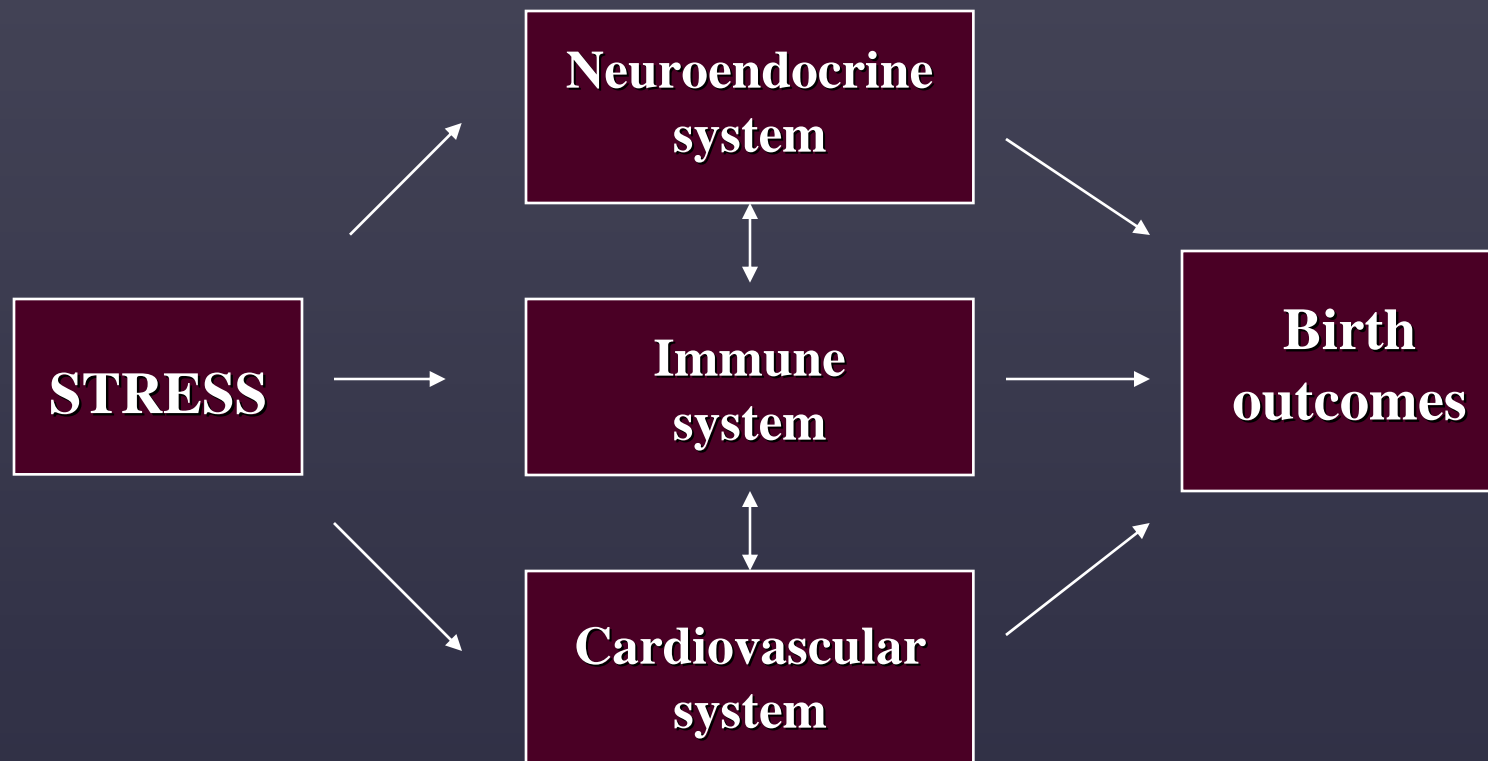 Neuroendocrine
system
STRESS
Immune
system
Birth
outcomes
Cardiovascular
system